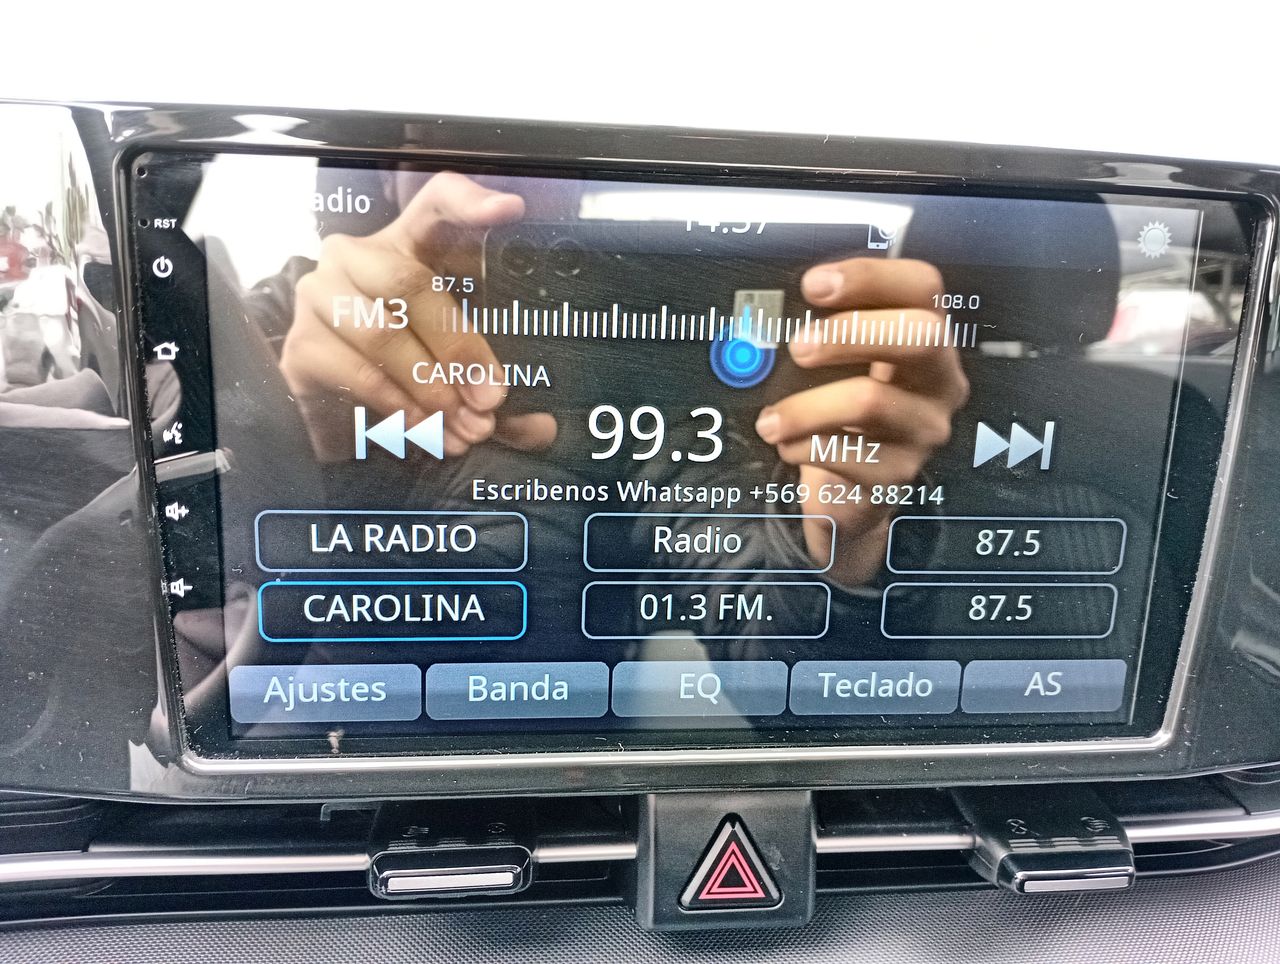 RST
87.5
108.0
FM3
CAROLINA
99.3 MHz
Escribenos Whatsapp +569 624 88214
LA RADIO
Radio
87.5
CAROLINA
01.3 FM.
87.5
Ajustes
Banda
EQ
Teclado
AS